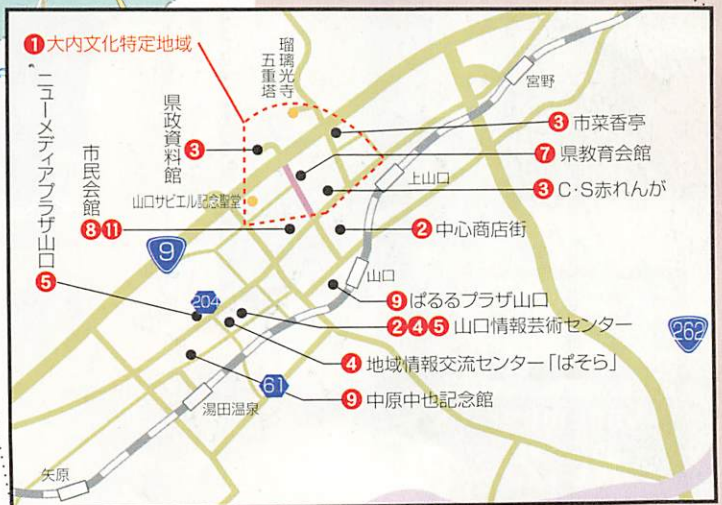 ❶大内文化特定地域
瑠璃光寺
五重塔
宮野
ニューメディアプラザ山口
❺
県政資料館
❸
❸ 市菜香亭
❼ 県教育会館
市民会館
❽⓫
山口サビエル記念聖堂
上山口
❸ C·S赤れんが
❷ 中心商店街
9
山口
❾ ぱるるプラザ山口
204
❷❹❺ 山口情報芸術センター
262
❹ 地域情報交流センター「ぱそら」
61
湯田温泉
❾ 中原中也記念館
矢原